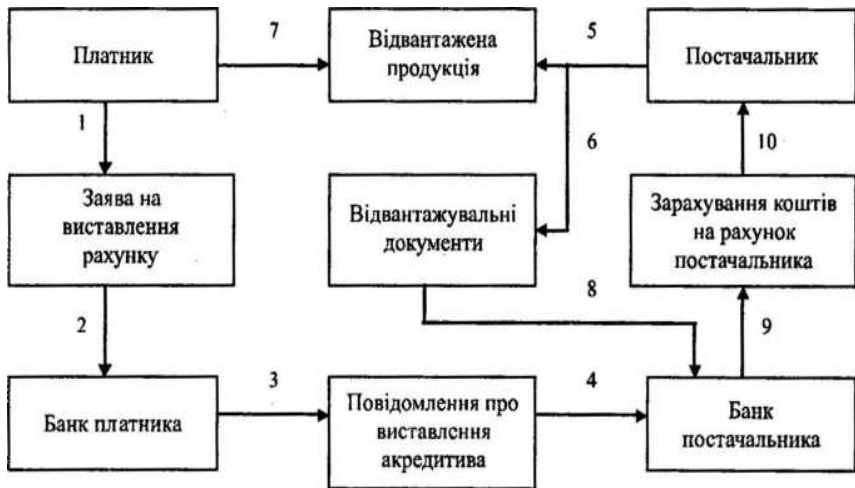 Платник
7
Відвантажена
продукція
5
Постачальник
1
6
10
Заява на
виставлення
рахунку
Відвантажувальні
документи
Зарахування коштів
на рахунок
постачальника
2
8
9
Банк платника
3
Повідомлення про
виставлення
акредитива
4
Банк
постачальника